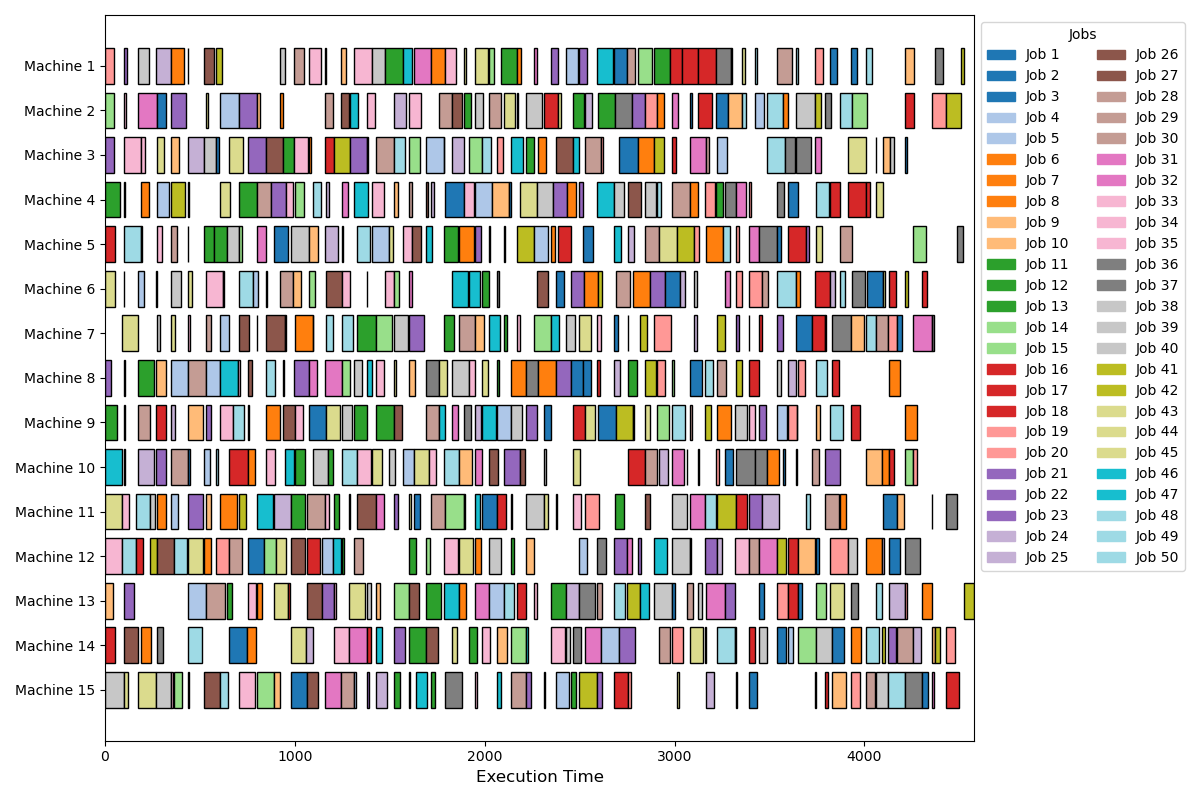 Machine 1
Machine 2
Machine 3
Machine 4
Machine 5
Machine 6
Machine 7
Machine 8
Machine 9
Machine 10
Machine 11
Machine 12
Machine 13
Machine 14
Machine 15
0 1000 2000 3000 4000
Execution Time
Jobs
Job 1
Job 2
Job 3
Job 4
Job 5
Job 6
Job 7
Job 8
Job 9
Job 10
Job 11
Job 12
Job 13
Job 14
Job 15
Job 16
Job 17
Job 18
Job 19
Job 20
Job 21
Job 22
Job 23
Job 24
Job 25
Job 26
Job 27
Job 28
Job 29
Job 30
Job 31
Job 32
Job 33
Job 34
Job 35
Job 36
Job 37
Job 38
Job 39
Job 40
Job 41
Job 42
Job 43
Job 44
Job 45
Job 46
Job 47
Job 48
Job 49
Job 50